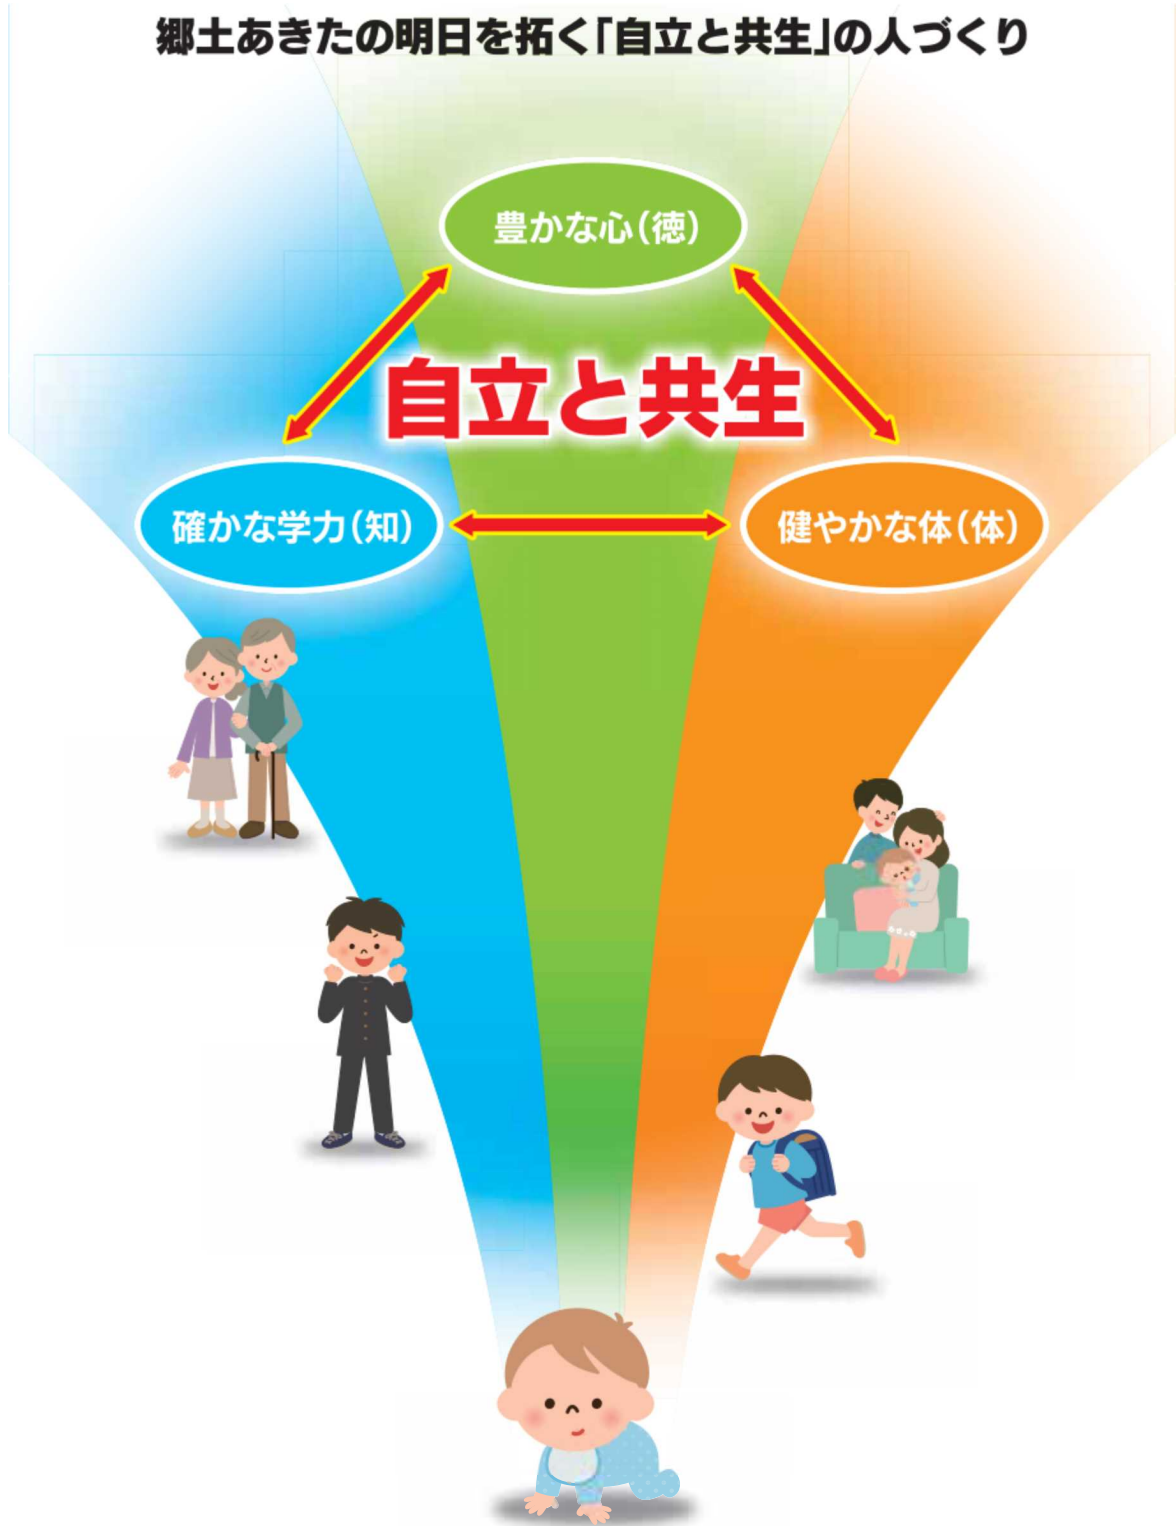 郷土あきたの明日を拓く「自立と共生」の人づくり
豊かな心（徳）
自立と共生
確かな学力（知）
健やかな体（体）